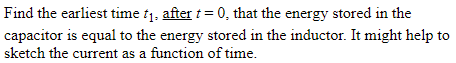 Find the earliest time t₁, after t = 0, that the energy stored in the
capacitor is equal to the energy stored in the inductor. It might help to
sketch the current as a function of time.